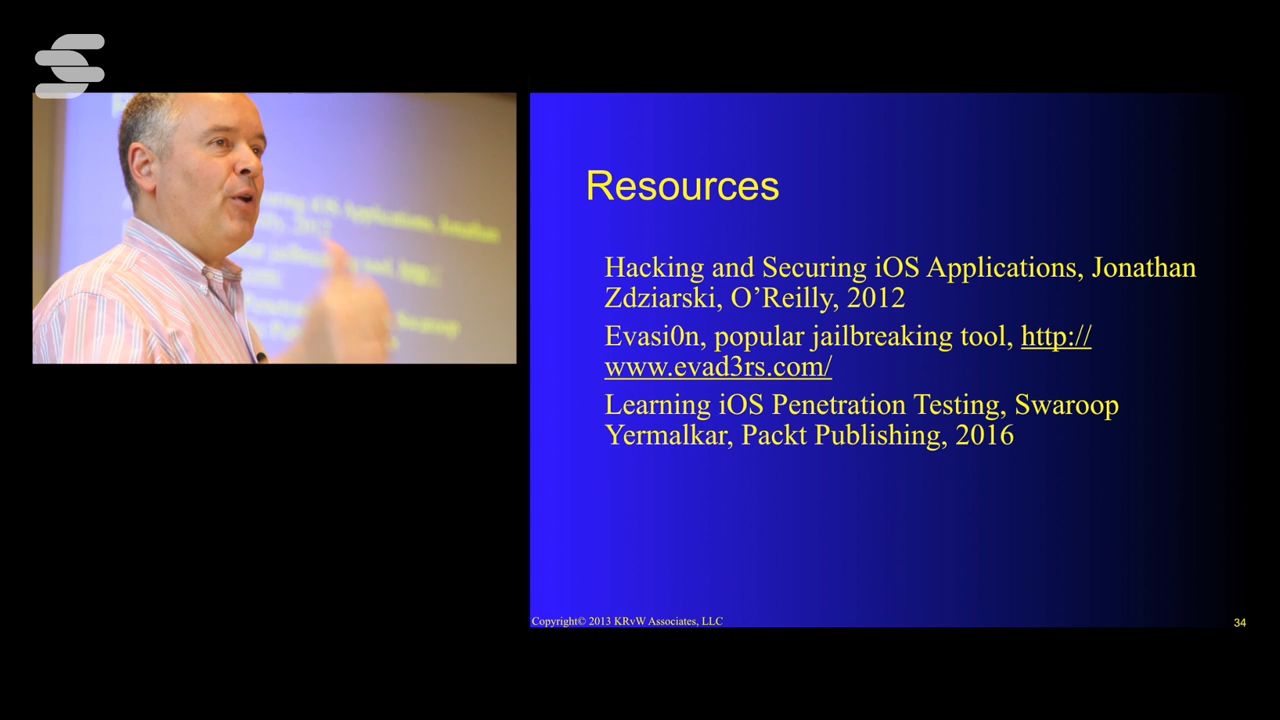 Resources
Hacking and Securing iOS Applications, Jonathan
Zdziarski, O’Reilly, 2012
Evasi0n, popular jailbreaking tool, http://
www.evad3rs.com/
Learning iOS Penetration Testing, Swaroop
Yermalkar, Packt Publishing, 2016
Copyright© 2013 KRvW Associates, LLC
34